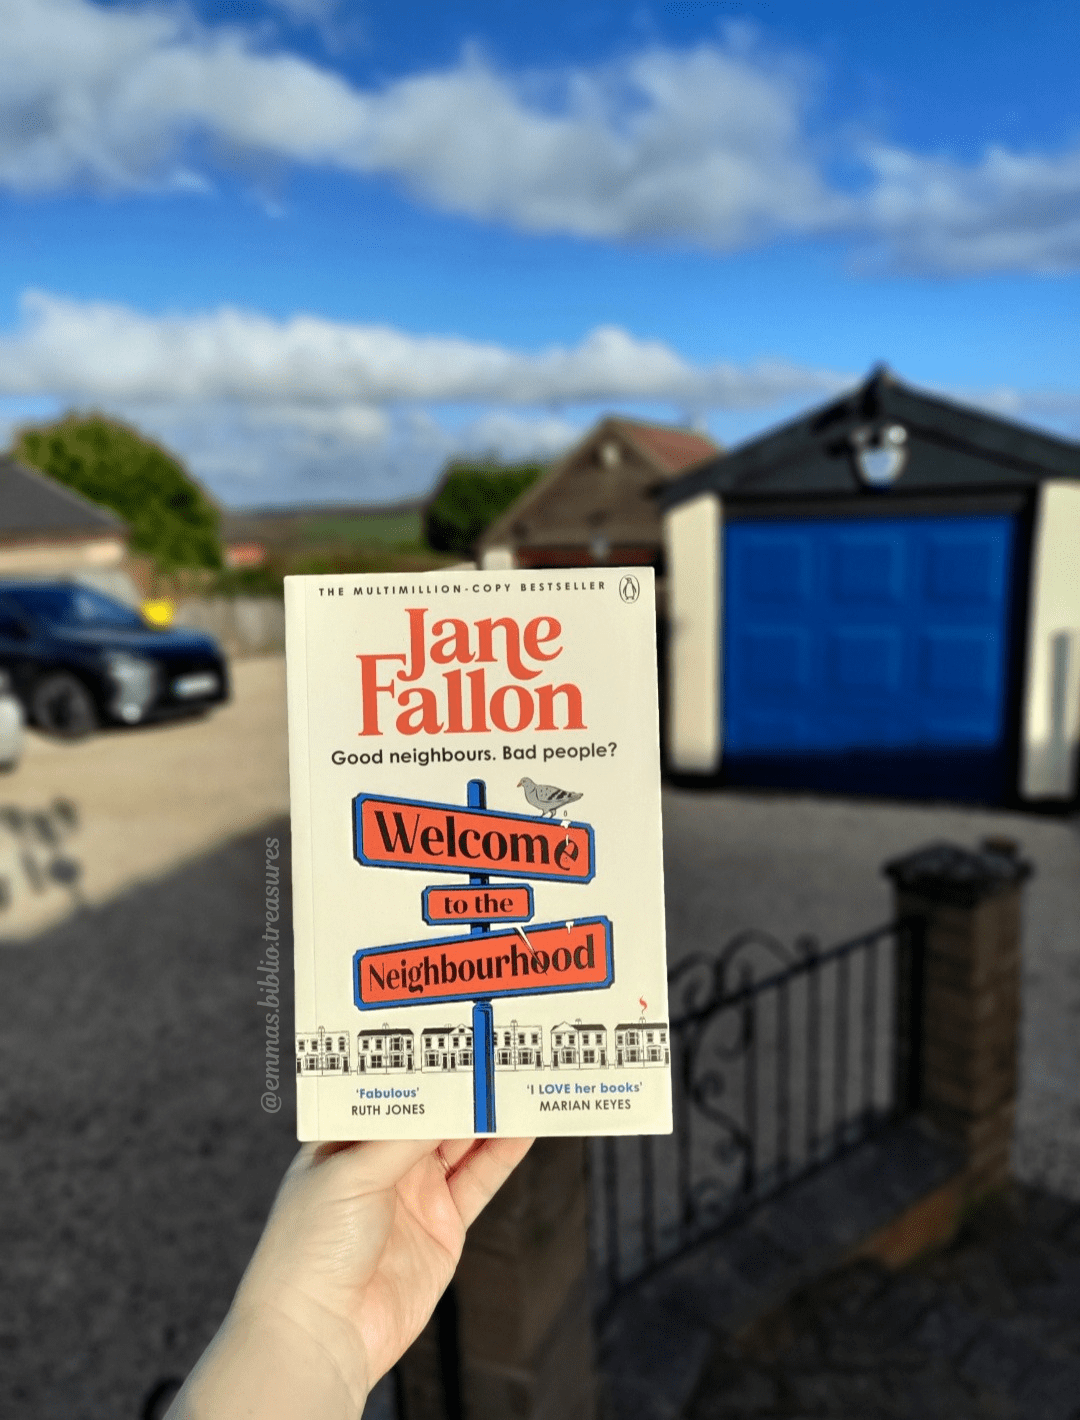 THE MULTIMILLION-COPY BESTSELLER
Jane
Fallon
Good neighbours. Bad people?
Welcome
to the
Neighbourhood
'Fabulous'
RUTH JONES
'I LOVE her books'
MARIAN KEYES
@emmas.biblio.treasures